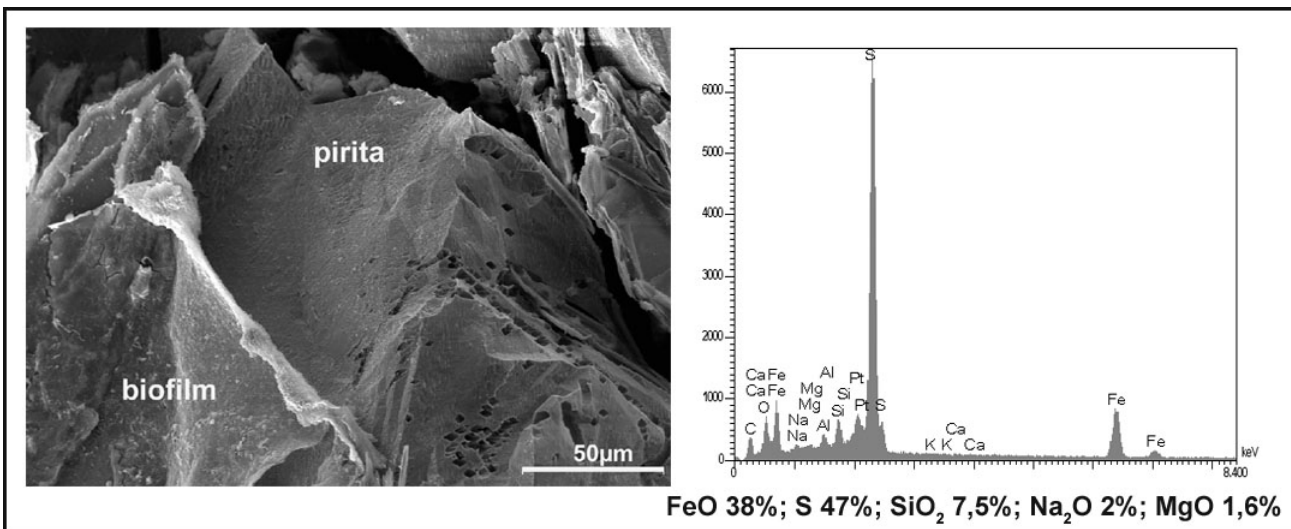 pirita
biofilm
50µm
S
6000
5000
4000
3000
2000
1000
0
Ca Fe
Ca Fe
C O
Na
Na
Mg
Mg
Al
Al
Si
Si
Pt
Pt S
K K
Ca
Ca
Fe
Fe
0
8.400
keV
FeO 38%; S 47%; SiO₂ 7,5%; Na₂O 2%; MgO 1,6%